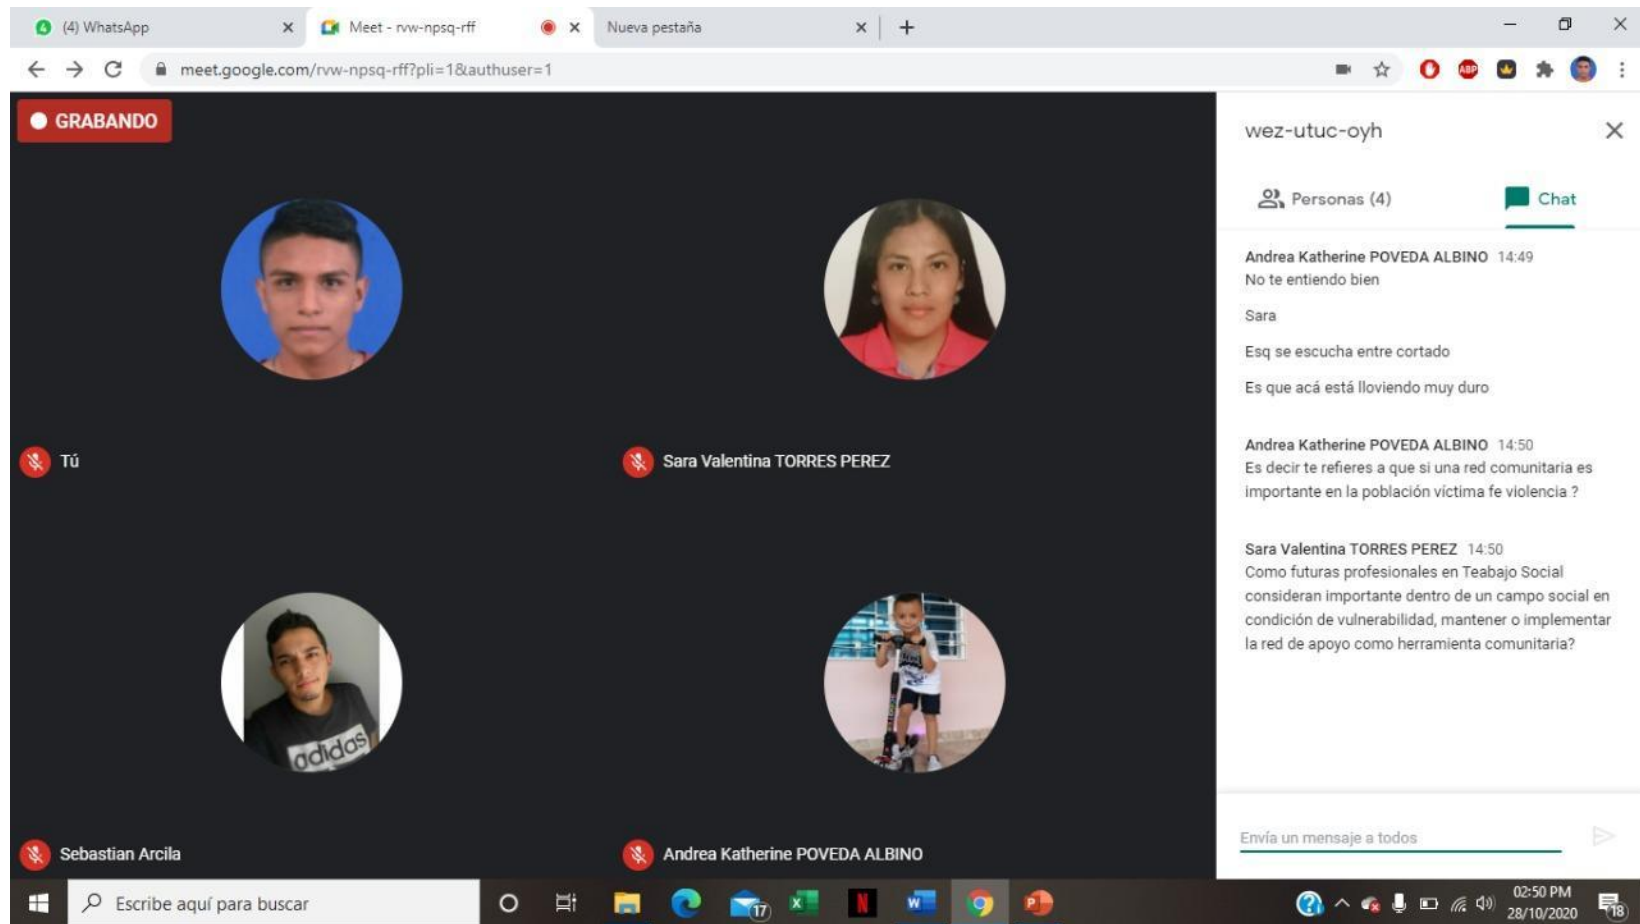 4
(4) WhatsApp
Meet - rvw-npsq-rff
Nueva pestaña
meet.google.com/rvw-npsq-rff?pli=1&authuser=1
ABP
GRABANDO
wez-utuc-oyh
Personas (4)
Chat
Andrea Katherine POVEDA ALBINO 14:49
No te entiendo bien
Sara
Esq se escucha entre cortado
Es que acá está lloviendo muy duro
Andrea Katherine POVEDA ALBINO 14:50
Es decir te refieres a que si una red comunitaria es
importante en la población víctima fe violencia ?
Sara Valentina TORRES PEREZ 14:50
Como futuras profesionales en Teabajo Social
consideran importante dentro de un campo social en
condición de vulnerabilidad, mantener o implementar
la red de apoyo como herramienta comunitaria?
Envía un mensaje a todos
Tú
Sara Valentina TORRES PEREZ
adidas
Sebastian Arcila
Andrea Katherine POVEDA ALBINO
Escribe aquí para buscar
17
X
N
W
P
02:50 PM
28/10/2020
18